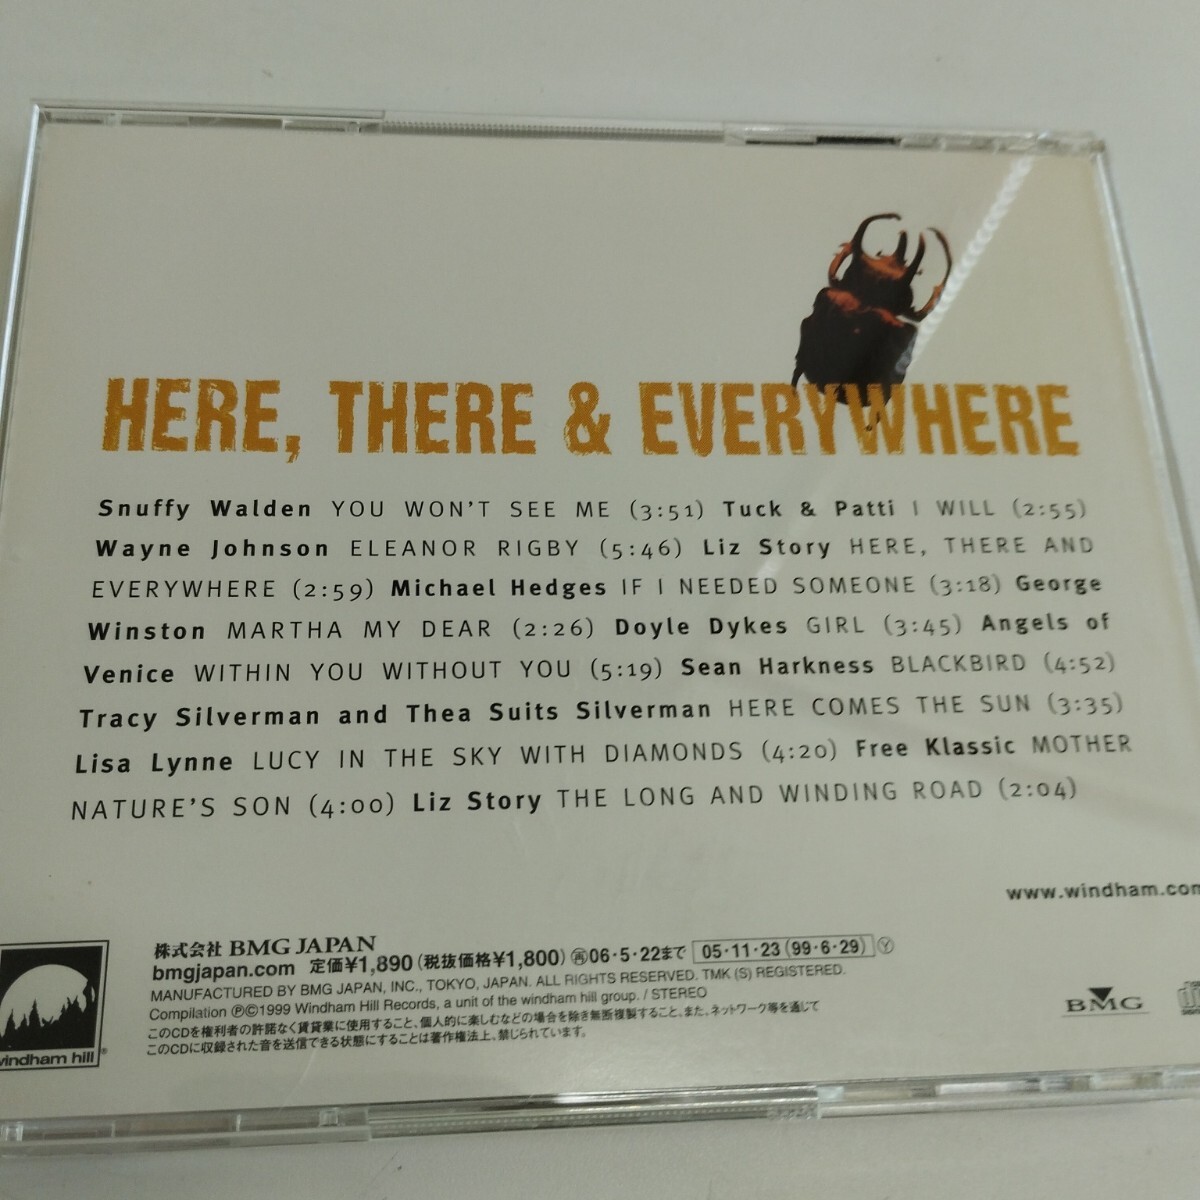 HERE, THERE & EVERYWHERE
Snuffy Walden YOU WON'T SEE ME (3:51) Tuck & Patti I WILL (2:55)
Wayne Johnson ELEANOR RIGBY (5:46) Liz Story HERE, THERE AND
EVERYWHERE (2:59) Michael Hedges IF I NEEDED SOMEONE (3:18) George
Winston MARTHA MY DEAR (2:26) Doyle Dykes GIRL (3:45) Angels of
Venice WITHIN YOU WITHOUT YOU (5:19) Sean Harkness BLACKBIRD (4:52)
Tracy Silverman and Thea Suits Silverman HERE COMES THE SUN (3:35)
Lisa Lynne LUCY IN THE SKY WITH DIAMONDS (4:20) Free Klassic MOTHER
NATURE'S SON (4:00) Liz Story THE LONG AND WINDING ROAD (2:04)
www.windham.com
株式会社 BMG JAPAN
bmgjapan.com 定価¥1,890 (税抜価格¥1,800) ㊢06・5・22まで 05・11・23 (99・6・29) Ⓨ
MANUFACTURED BY BMG JAPAN, INC., TOKYO, JAPAN. ALL RIGHTS RESERVED. TMK (S) REGISTERED.
Compilation ℗©1999 Windham Hill Records, a unit of the windham hill group. / STEREO
このCDを権利者の許諾なく賃貸業に使用すること、個人的に楽しむなどの場合を除き無断複製すること、また、ネットワーク等を通じて
このCDに収録された音を送信できる状態にすることは著作権法上、禁じられています。
windham hill®
BMG